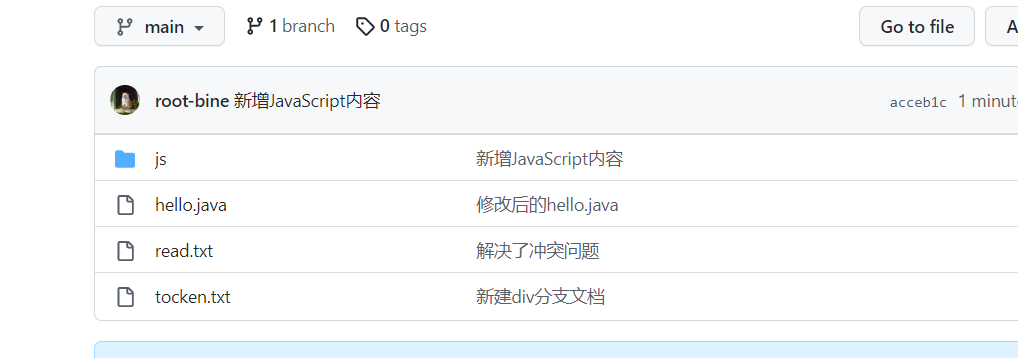 main 1 branch 0 tags Go to file A
root-bine 新增JavaScript内容 acceb1c 1 minut
js 新增JavaScript内容
hello.java 修改后的hello.java
read.txt 解决了冲突问题
tocken.txt 新建div分支文档